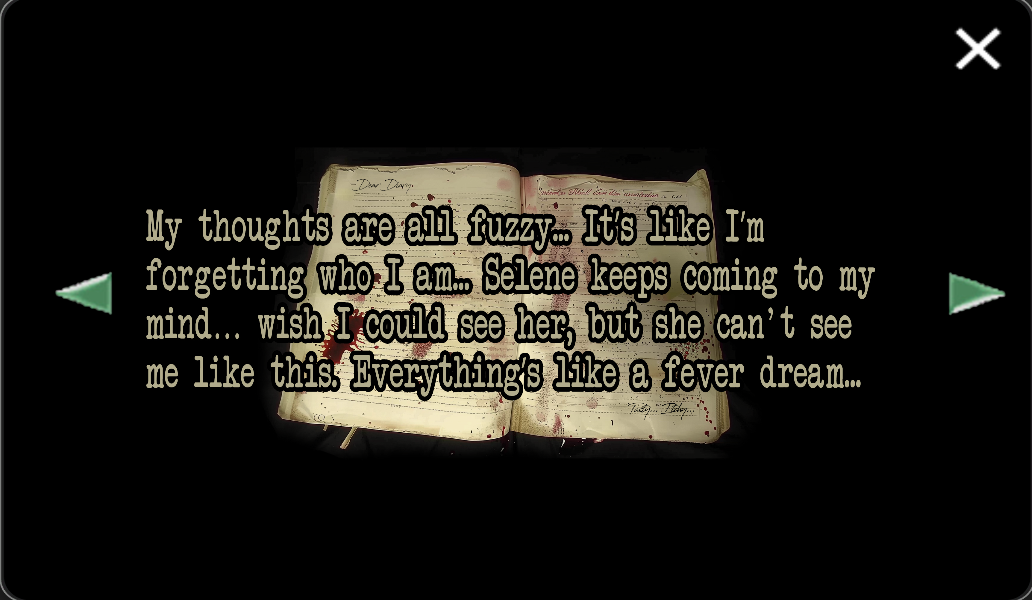 Dear Diary,
My thoughts are all fuzzy... It's like I'm
forgetting who I am... Selene keeps coming to my
mind... wish I could see her, but she can't see
me like this. Everything's like a fever dream...